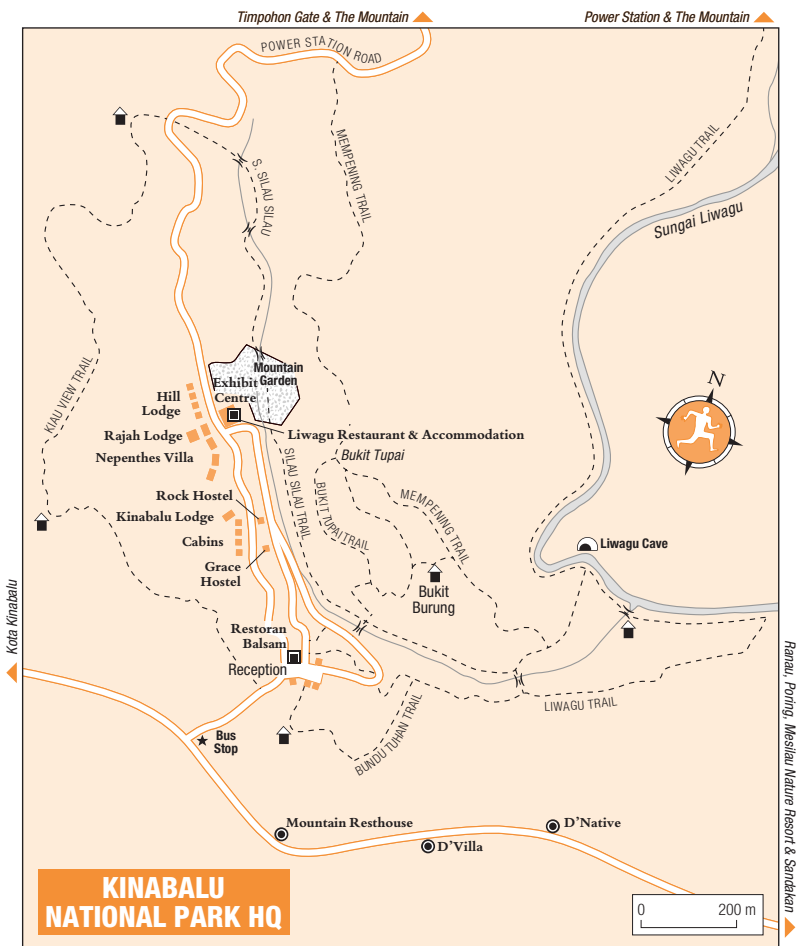 Timpohon Gate & The Mountain
Power Station & The Mountain
POWER STATION ROAD
MEMPENING TRAIL
LIWAGU TRAIL
S. SILAU SILAU
Sungai Liwagu
KIAU VIEW TRAIL
Mountain
Garden
Exhibit
Centre
Hill
Lodge
N
Rajah Lodge
Liwagu Restaurant & Accommodation
Nepenthes Villa
Bukit Tupai
SILAU SILAU TRAIL
BUKIT TUPAI TRAIL
MEMPENING TRAIL
Rock Hostel
Kinabalu Lodge
Cabins
Liwagu Cave
Grace
Hostel
Bukit
Burung
Kota Kinabalu
Restoran
Balsam
Reception
LIWAGU TRAIL
BUNDU TUHAN TRAIL
Bus
Stop
Ranau, Poring, Mesilau Nature Resort & Sandakan
Mountain Resthouse
D'Native
D'Villa
KINABALU
NATIONAL PARK HQ
0 200 m